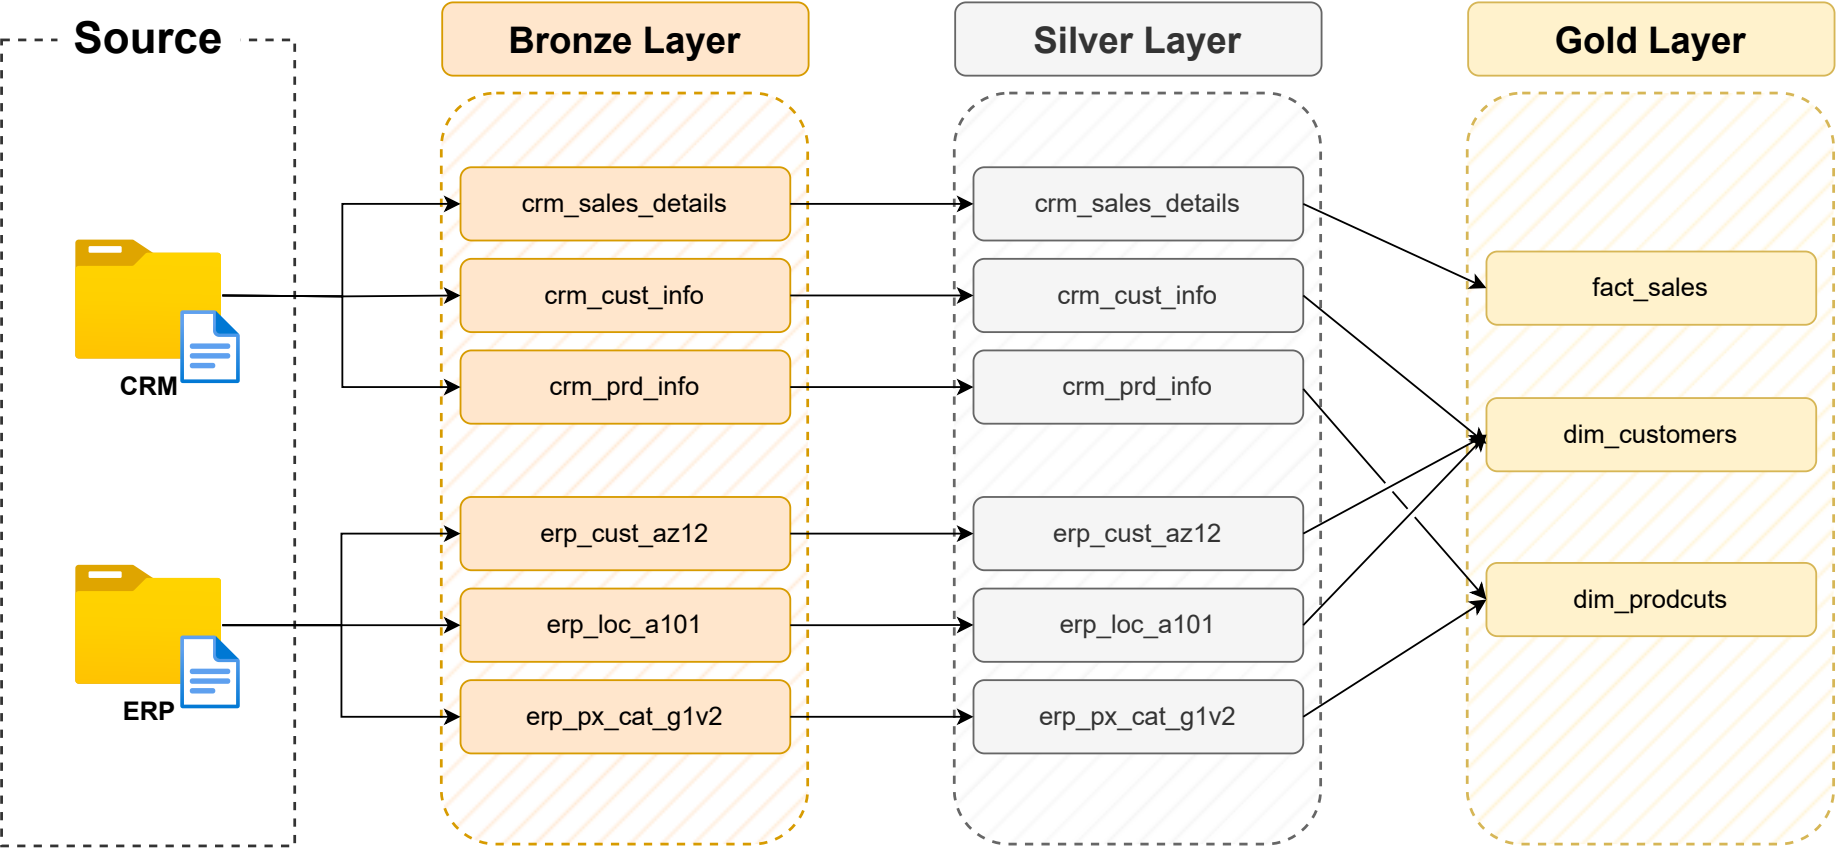 Source
Bronze Layer
Silver Layer
Gold Layer
CRM
ERP
crm_sales_details
crm_cust_info
crm_prd_info
erp_cust_az12
erp_loc_a101
erp_px_cat_g1v2
crm_sales_details
crm_cust_info
crm_prd_info
erp_cust_az12
erp_loc_a101
erp_px_cat_g1v2
fact_sales
dim_customers
dim_prodcuts